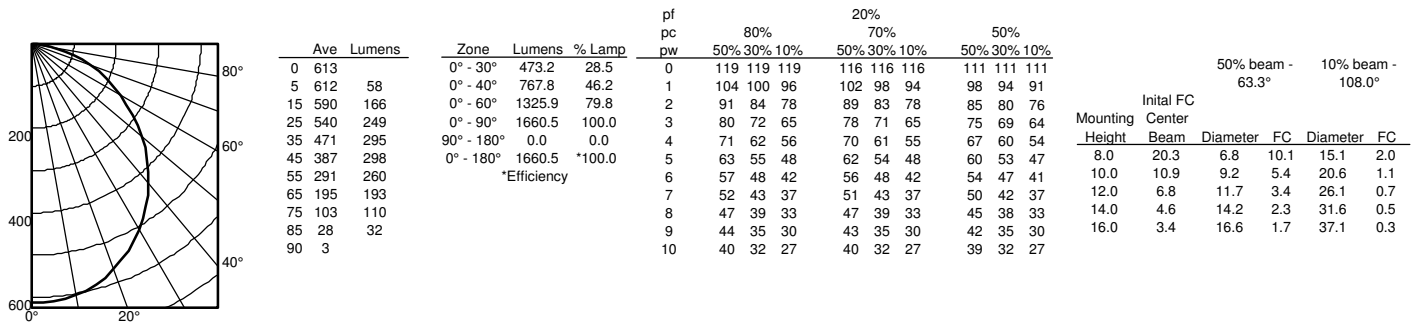 200
400
600
0°
20°
40°
60°
80°
Ave Lumens
0 613
5 612 58
15 590 166
25 540 249
35 471 295
45 387 298
55 291 260
65 195 193
75 103 110
85 28 32
90 3
Zone Lumens % Lamp
0° - 30° 473.2 28.5
0° - 40° 767.8 46.2
0° - 60° 1325.9 79.8
0° - 90° 1660.5 100.0
90° - 180° 0.0 0.0
0° - 180° 1660.5 *100.0
*Efficiency
pf 20%
pc 80% 70% 50%
pw 50% 30% 10% 50% 30% 10% 50% 30% 10%
0 119 119 119 116 116 116 111 111 111
1 104 100 96 102 98 94 98 94 91
2 91 84 78 89 83 78 85 80 76
3 80 72 65 78 71 65 75 69 64
4 71 62 56 70 61 55 67 60 54
5 63 55 48 62 54 48 60 53 47
6 57 48 42 56 48 42 54 47 41
7 52 43 37 51 43 37 50 42 37
8 47 39 33 47 39 33 45 38 33
9 44 35 30 43 35 30 42 35 30
10 40 32 27 40 32 27 39 32 27
50% beam - 10% beam -
63.3° 108.0°
Inital FC
Mounting Center
Height Beam Diameter FC Diameter FC
8.0 20.3 6.8 10.1 15.1 2.0
10.0 10.9 9.2 5.4 20.6 1.1
12.0 6.8 11.7 3.4 26.1 0.7
14.0 4.6 14.2 2.3 31.6 0.5
16.0 3.4 16.6 1.7 37.1 0.3